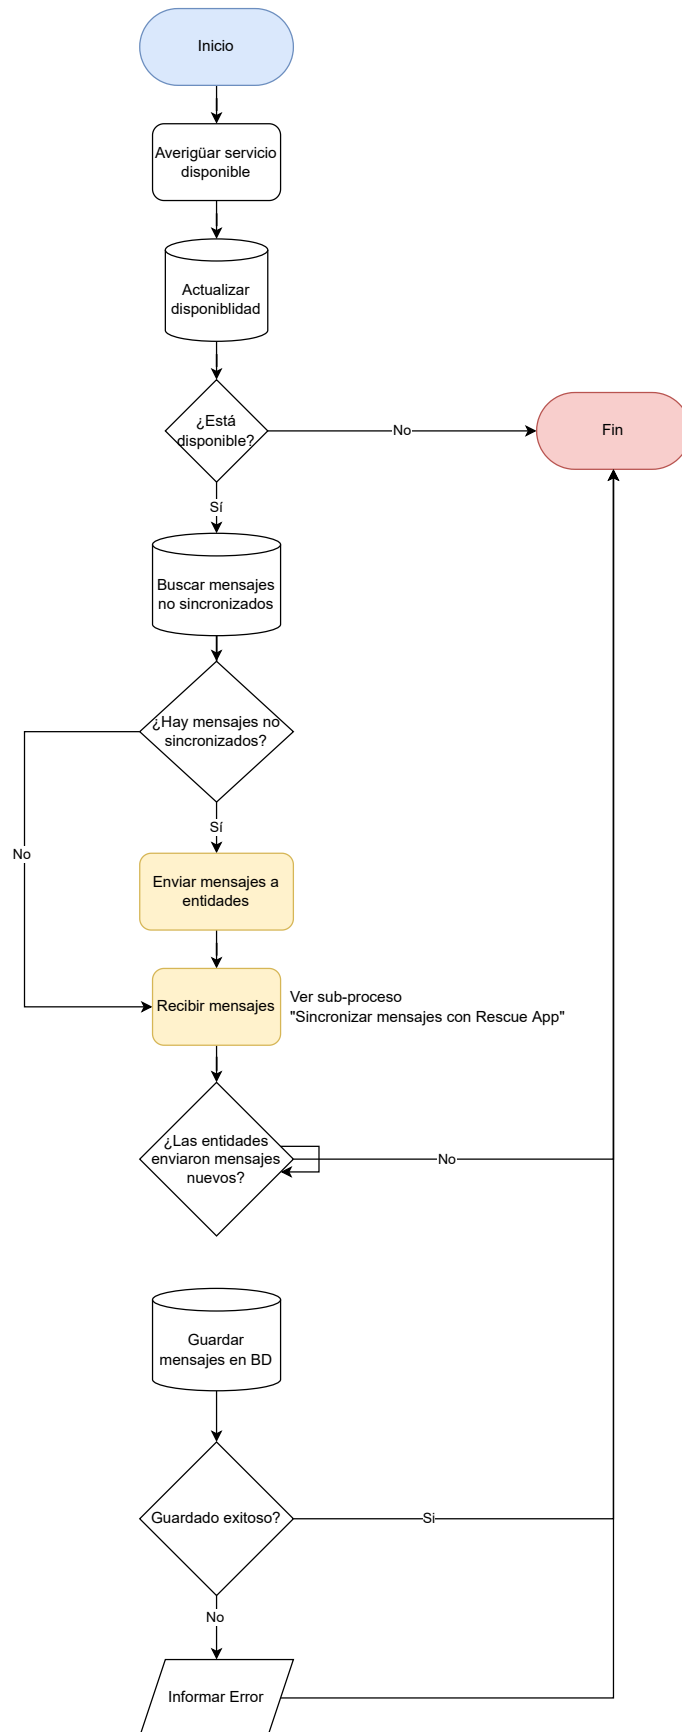 Inicio
Averigüar servicio
disponible
Actualizar
disponiblidad
¿Está
disponible?
No
Fin
Sí
Buscar mensajes
no sincronizados
¿Hay mensajes no
sincronizados?
Sí
No
Enviar mensajes a
entidades
Recibir mensajes
Ver sub-proceso
"Sincronizar mensajes con Rescue App"
¿Las entidades
enviaron mensajes
nuevos?
No
Guardar
mensajes en BD
Guardado exitoso?
Si
No
Informar Error